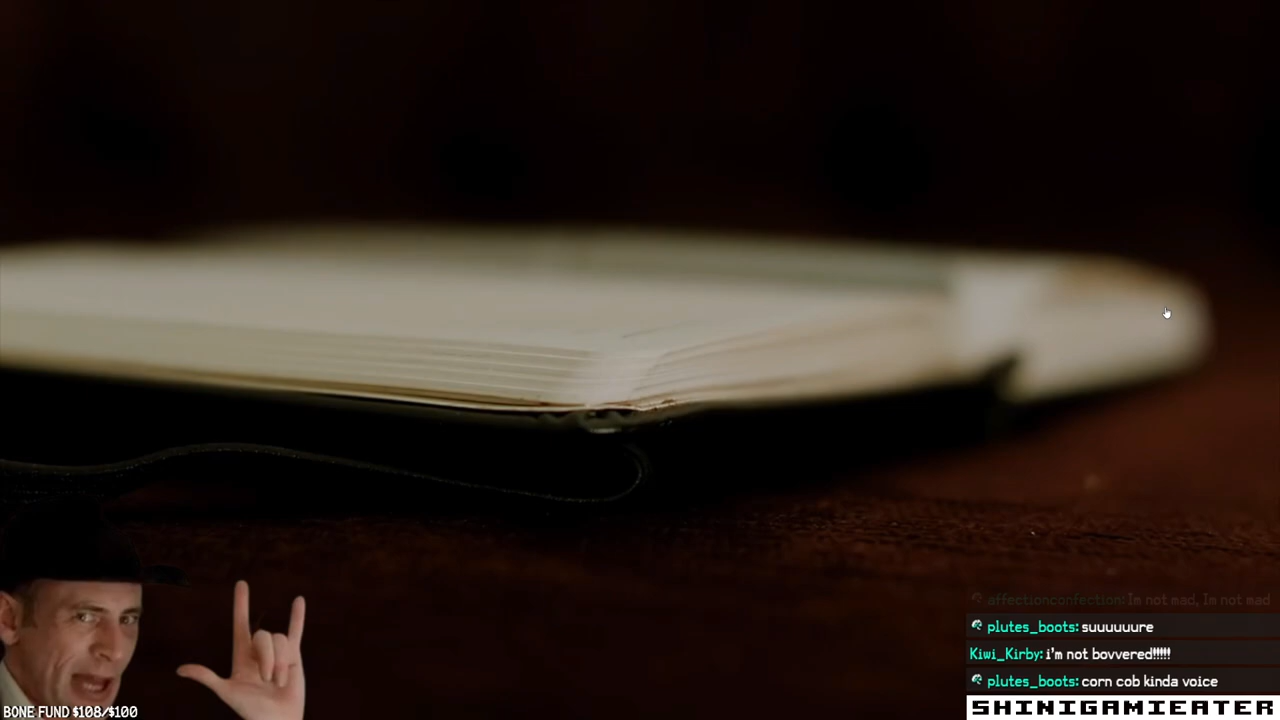 affectionconfection: Im not mad, Im not mad
plutes_boots: suuuuuure
Kiwi_Kirby: i'm not bovvered!!!!!
plutes_boots: corn cob kinda voice
BONE FUND $108/$100
SHINIGAMIEATER